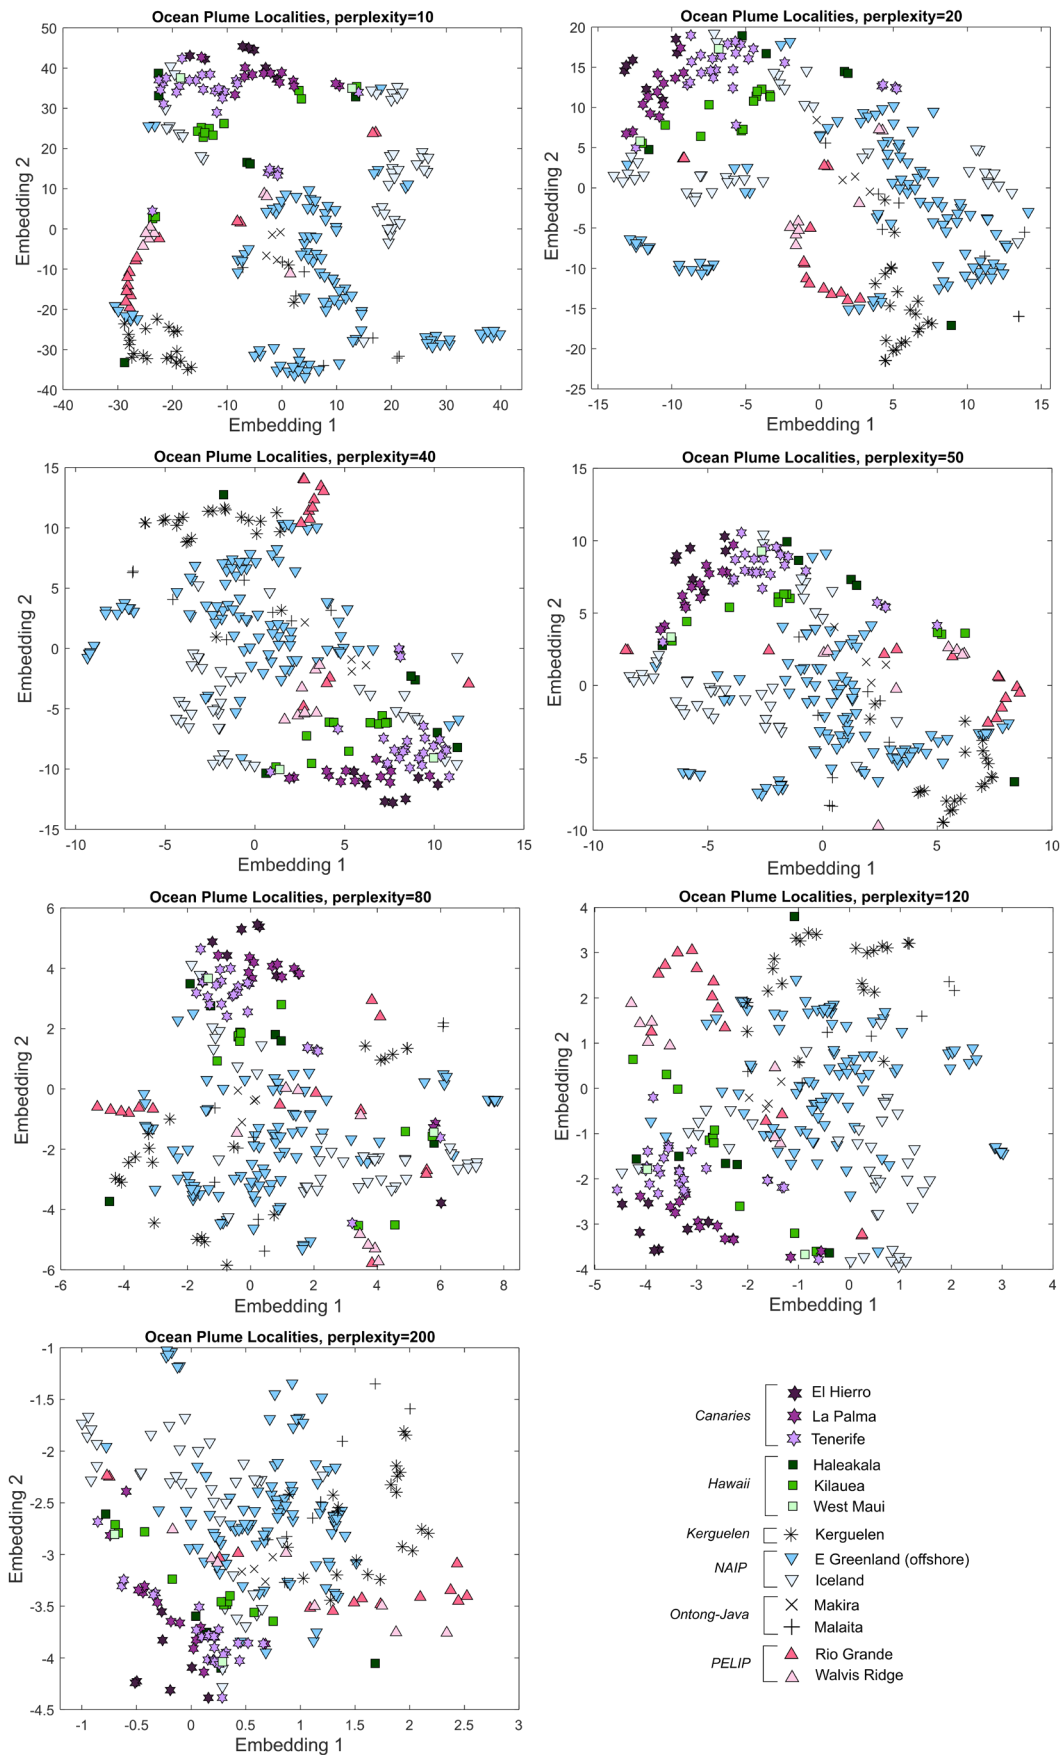 Ocean Plume Localities, perplexity=10
Embedding 2
50
40
30
20
10
0
-10
-20
-30
-40
-40 -30 -20 -10 0 10 20 30 40
Embedding 1
Ocean Plume Localities, perplexity=20
Embedding 2
20
15
10
5
0
-5
-10
-15
-20
-25
-15 -10 -5 0 5 10 15
Embedding 1
Ocean Plume Localities, perplexity=40
Embedding 2
15
10
5
0
-5
-10
-15
-10 -5 0 5 10 15
Embedding 1
Ocean Plume Localities, perplexity=50
Embedding 2
10
5
0
-5
-10
-10 -5 0 5 10
Embedding 1
Ocean Plume Localities, perplexity=80
Embedding 2
6
4
2
0
-2
-4
-6
-6 -4 -2 0 2 4 6 8
Embedding 1
Ocean Plume Localities, perplexity=120
Embedding 2
4
3
2
1
0
-1
-2
-3
-4
-5 -4 -3 -2 -1 0 1 2 3 4
Embedding 1
Ocean Plume Localities, perplexity=200
Embedding 2
-1
-1.5
-2
-2.5
-3
-3.5
-4
-4.5
-1 -0.5 0 0.5 1 1.5 2 2.5 3
Embedding 1
Canaries
El Hierro
La Palma
Tenerife
Hawaii
Haleakala
Kilauea
West Maui
Kerguelen
Kerguelen
NAIP
E Greenland (offshore)
Iceland
Ontong-Java
Makira
Malaita
PELIP
Rio Grande
Walvis Ridge